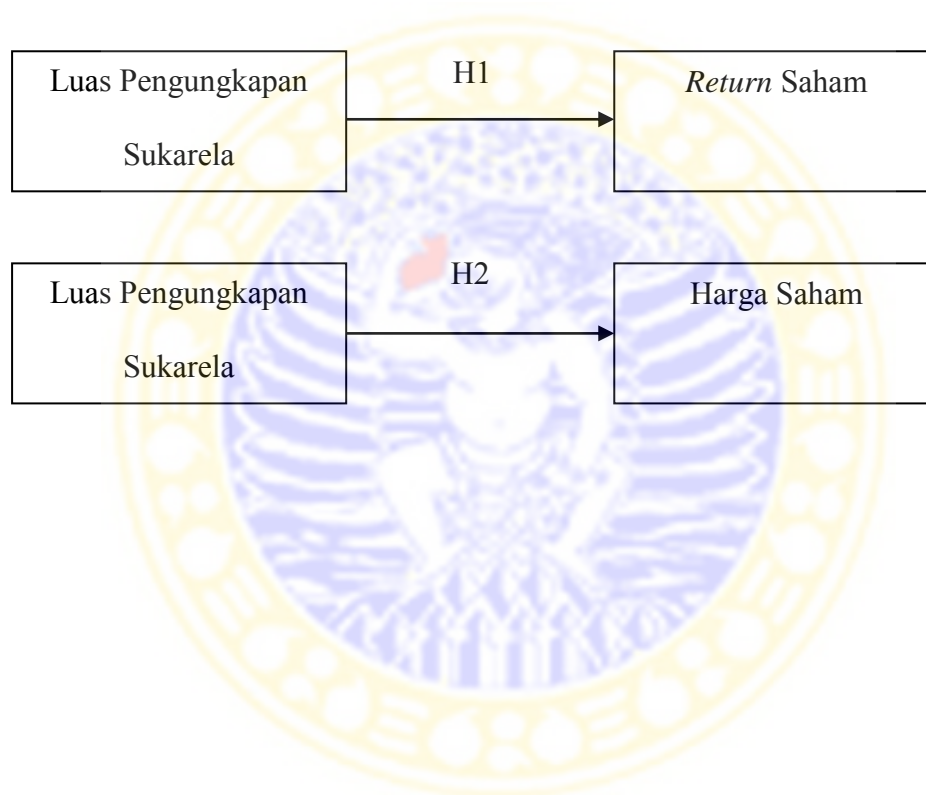 Luas Pengungkapan
Sukarela
H1
Return Saham
Luas Pengungkapan
Sukarela
H2
Harga Saham